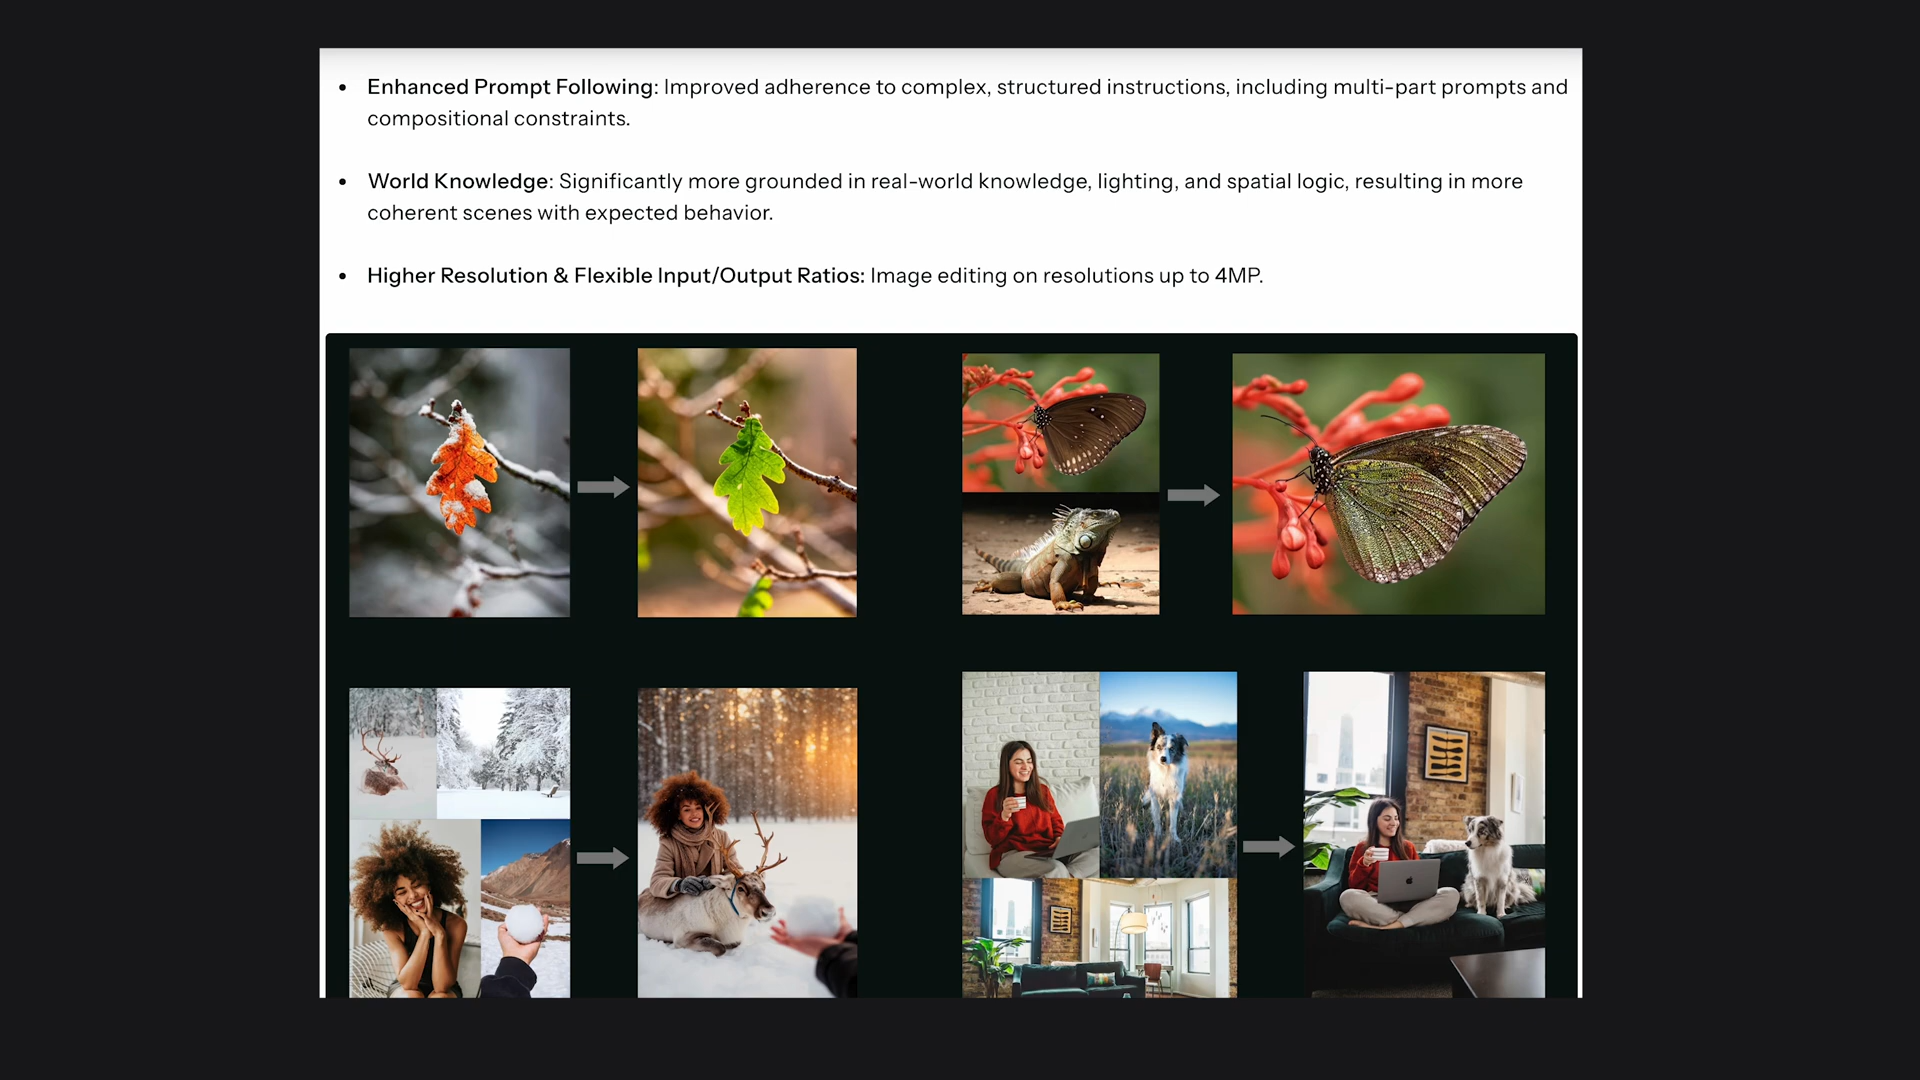 • Enhanced Prompt Following: Improved adherence to complex, structured instructions, including multi-part prompts and
compositional constraints.
• World Knowledge: Significantly more grounded in real-world knowledge, lighting, and spatial logic, resulting in more
coherent scenes with expected behavior.
• Higher Resolution & Flexible Input/Output Ratios: Image editing on resolutions up to 4MP.